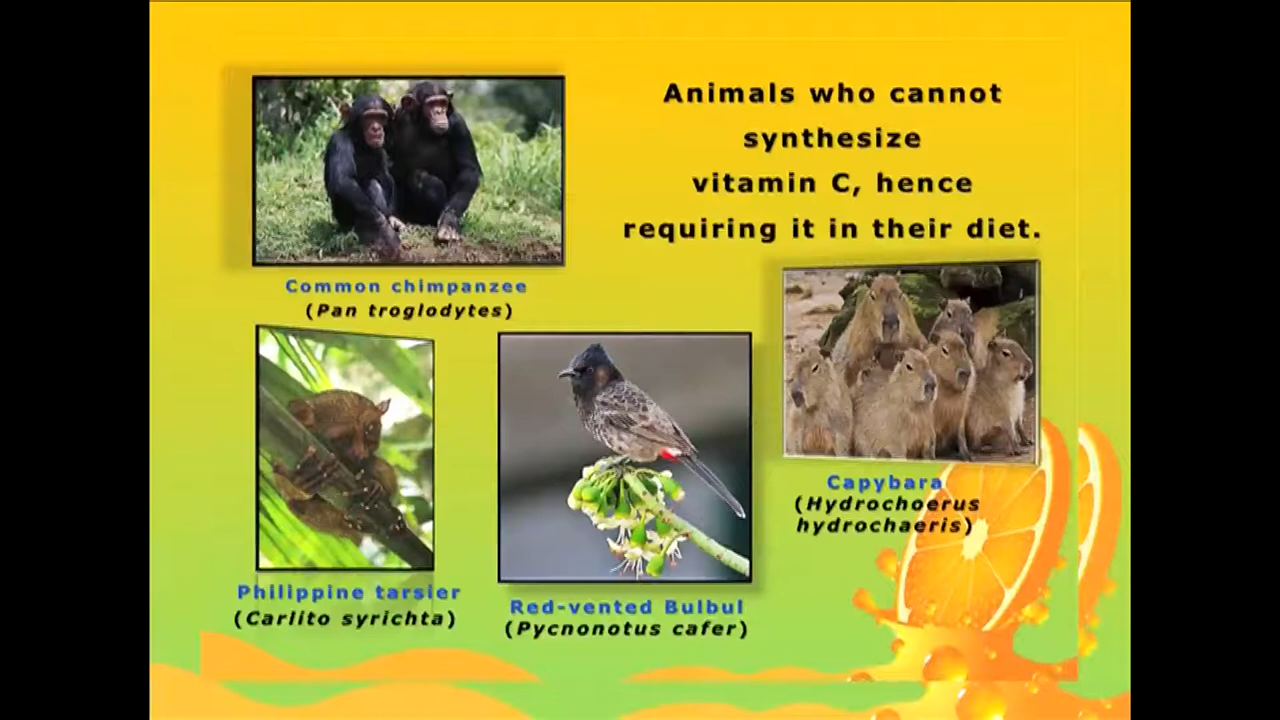 Animals who cannot
synthesize
vitamin C, hence
requiring it in their diet.
Common chimpanzee
(Pan troglodytes)
Philippine tarsier
(Carlito syrichta)
Red-vented Bulbul
(Pycnonotus cafer)
Capybara
(Hydrochoerus
hydrochaeris)